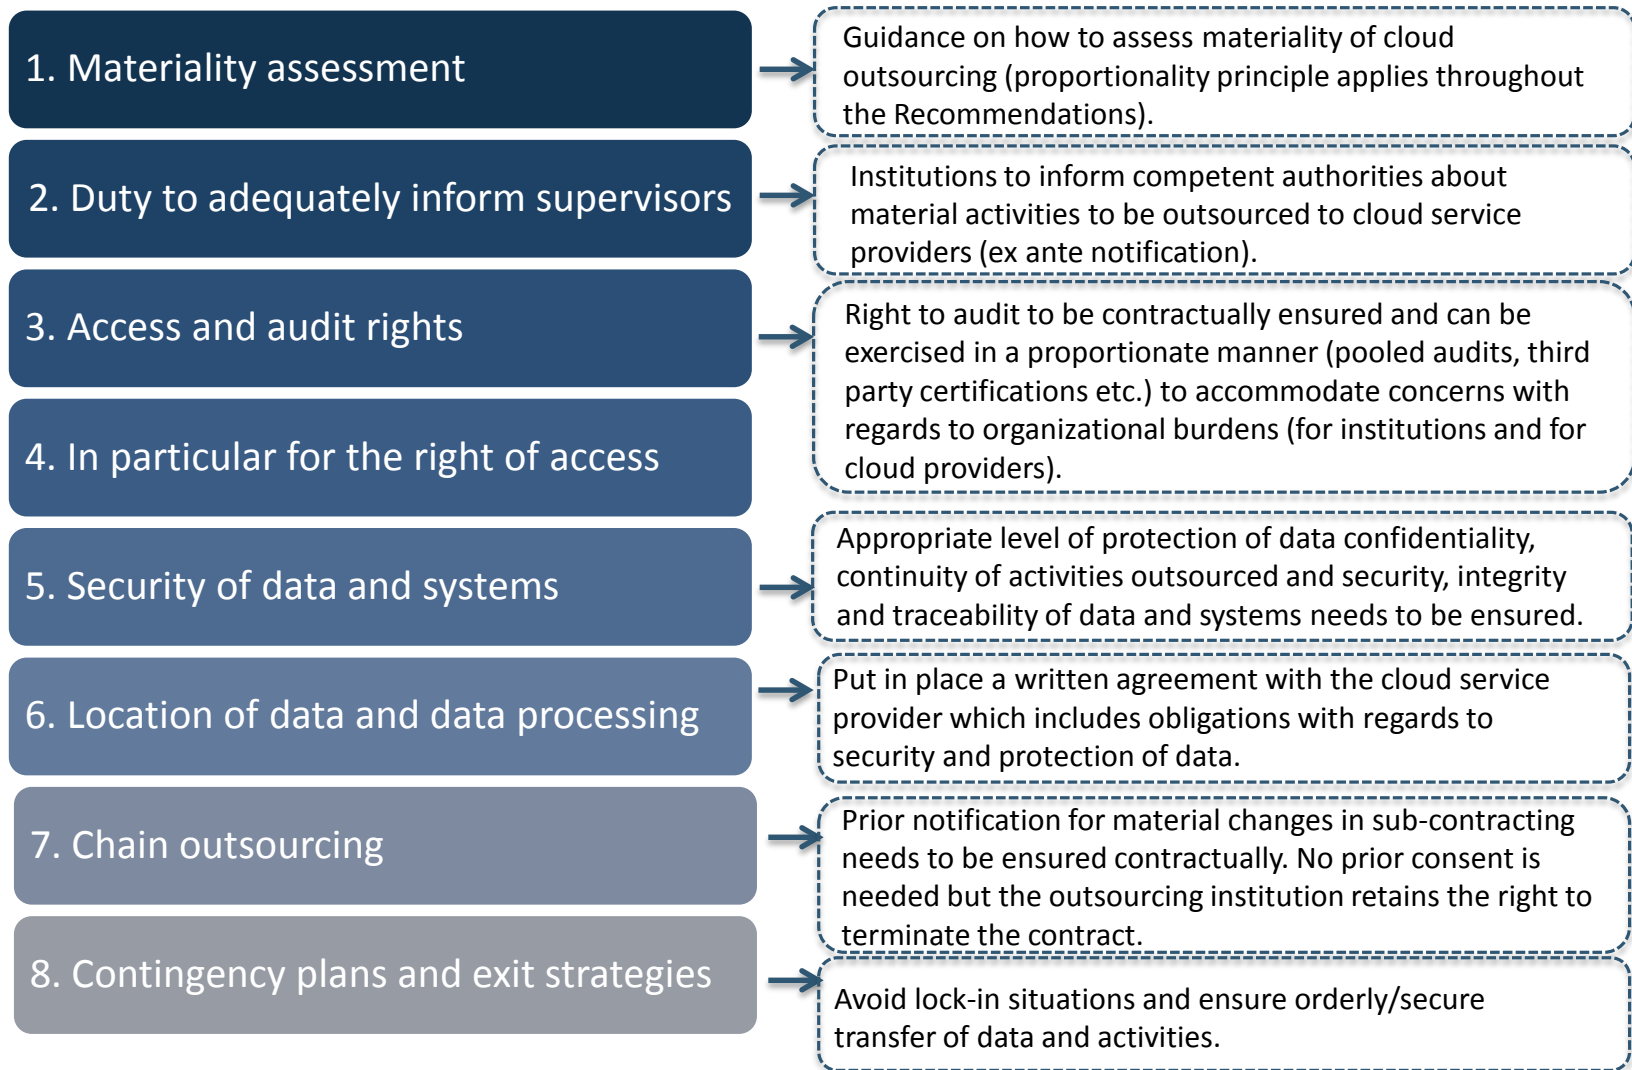 1. Materiality assessment
Guidance on how to assess materiality of cloud
outsourcing (proportionality principle applies throughout
the Recommendations).
2. Duty to adequately inform supervisors
Institutions to inform competent authorities about
material activities to be outsourced to cloud service
providers (ex ante notification).
3. Access and audit rights
Right to audit to be contractually ensured and can be
exercised in a proportionate manner (pooled audits, third
party certifications etc.) to accommodate concerns with
regards to organizational burdens (for institutions and for
cloud providers).
4. In particular for the right of access
5. Security of data and systems
Appropriate level of protection of data confidentiality,
continuity of activities outsourced and security, integrity
and traceability of data and systems needs to be ensured.
6. Location of data and data processing
Put in place a written agreement with the cloud service
provider which includes obligations with regards to
security and protection of data.
7. Chain outsourcing
Prior notification for material changes in sub-contracting
needs to be ensured contractually. No prior consent is
needed but the outsourcing institution retains the right to
terminate the contract.
8. Contingency plans and exit strategies
Avoid lock-in situations and ensure orderly/secure
transfer of data and activities.